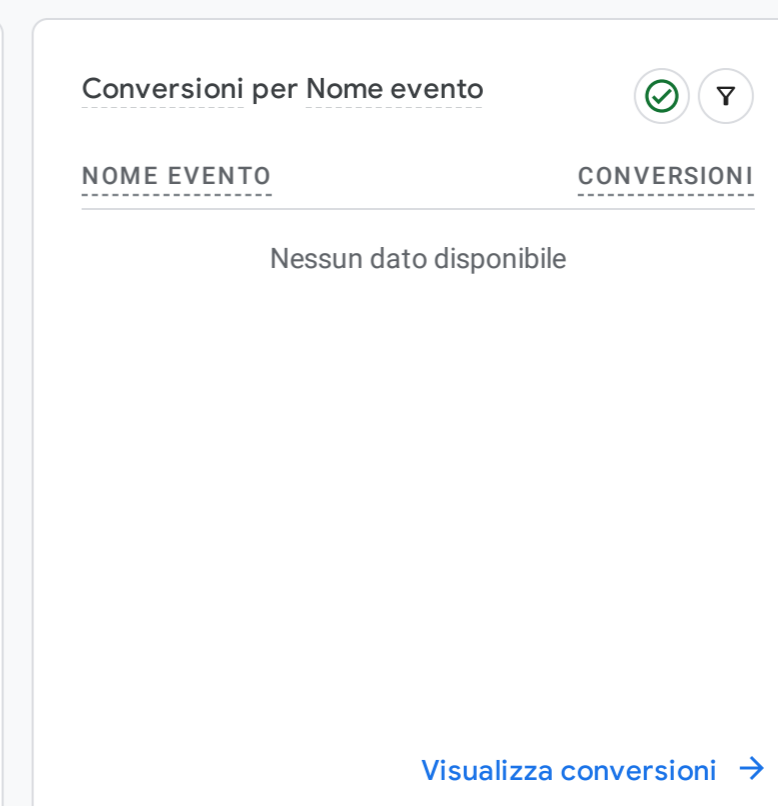 Conversioni per Nome evento
NOME EVENTO CONVERSIONI
Nessun dato disponibile
Visualizza conversioni